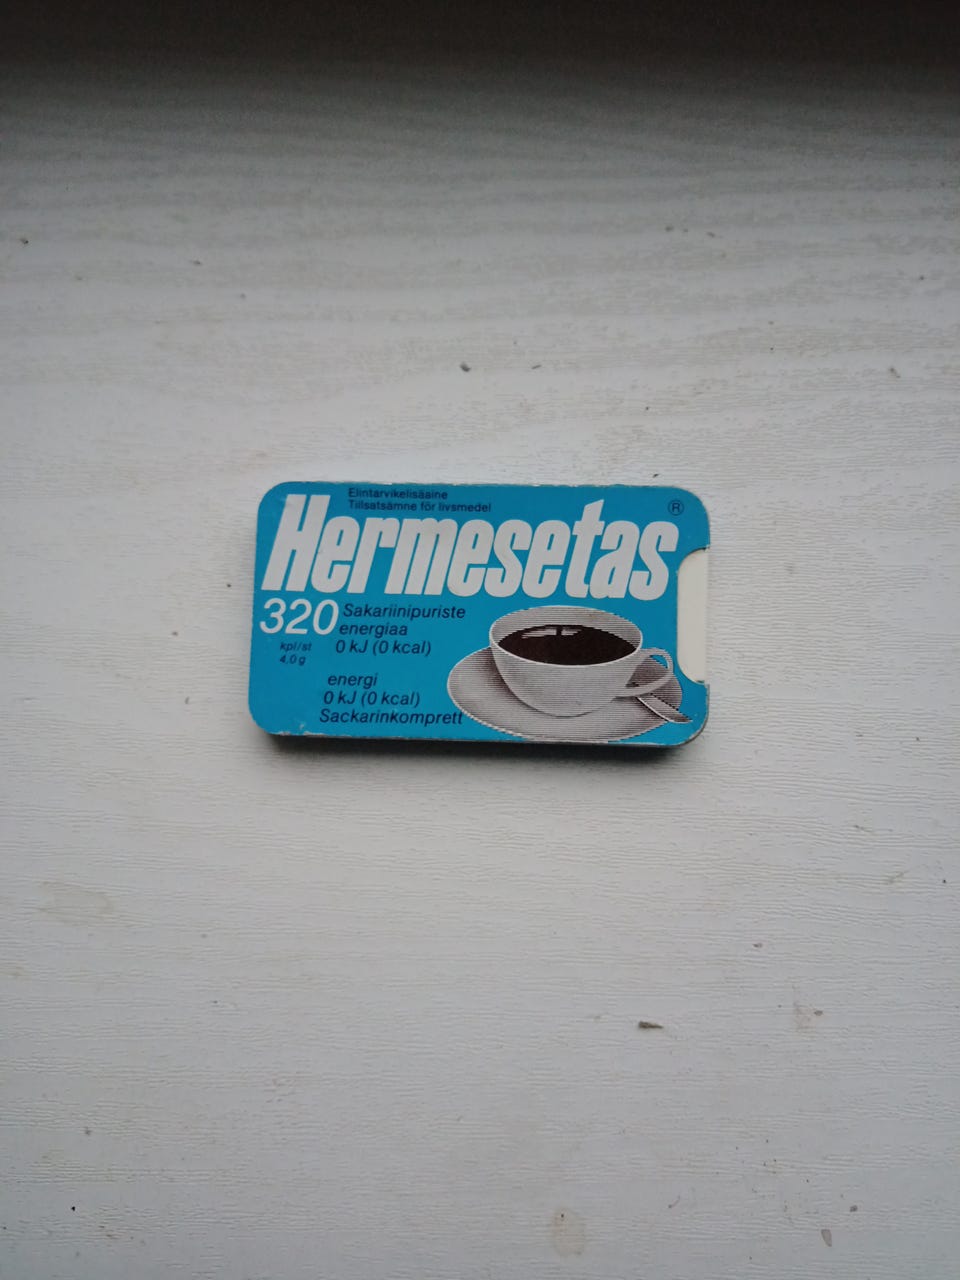 Elintarvikelisäaine
Tillsatsämne för livsmedel
Hermesetas ®
320 Sakariinipuriste
energiaa
kpl/st 0 kJ (0 kcal)
4,0 g
energi
0 kJ (0 kcal)
Sackarinkomprett